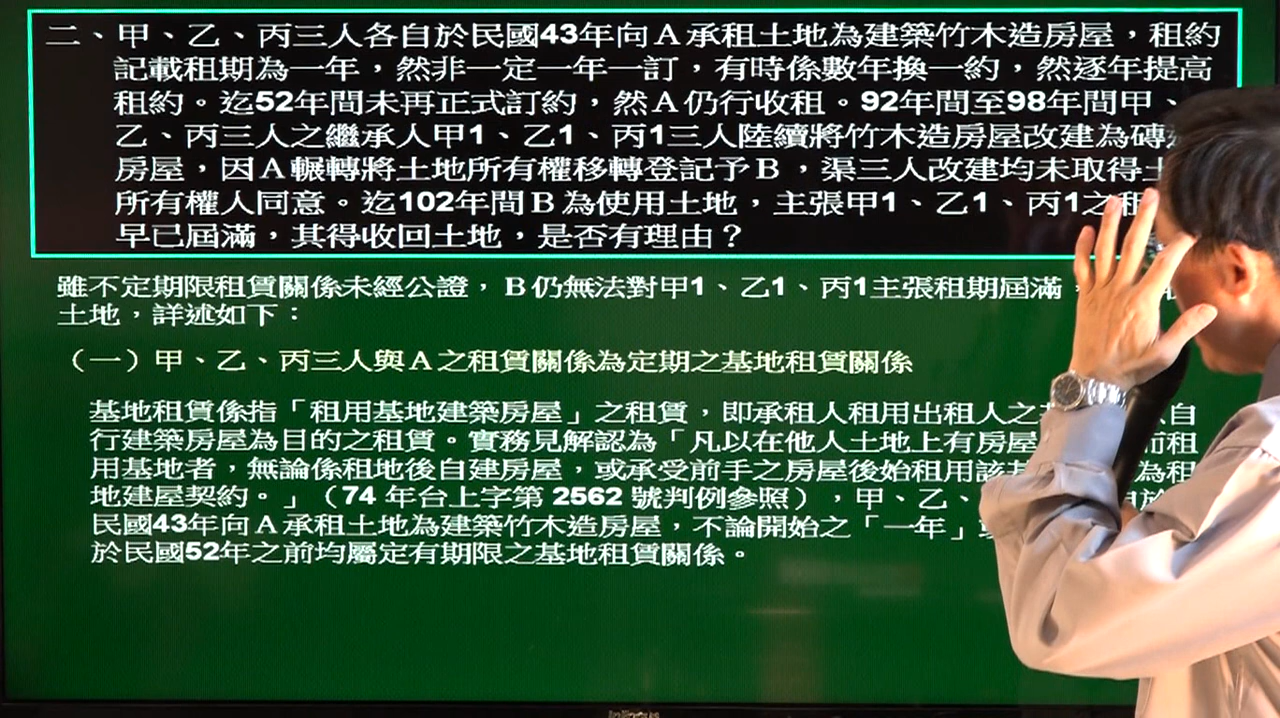 二、甲、乙、丙三人各自於民國43年向A承租土地為建築竹木造房屋，租約
記載租期為一年，然非一定一年一訂，有時係數年換一約，然逐年提高
租約。迄52年間未再正式訂約，然A仍行收租。92年間至98年間甲、
乙、丙三人之繼承人甲1、乙1、丙1三人陸續將竹木造房屋改建為磚
房屋，因A輾轉將土地所有權移轉登記予B，渠三人改建均未取得土
所有權人同意。迄102年間B為使用土地，主張甲1、乙1、丙1之租
早已屆滿，其得收回土地，是否有理由？
雖不定期限租賃關係未經公證，B仍無法對甲1、乙1、丙1主張租期屆滿，
土地，詳述如下：
（一）甲、乙、丙三人與A之租賃關係為定期之基地租賃關係
基地租賃係指「租用基地建築房屋」之租賃，即承租人租用出租人之 自
行建築房屋為目的之租賃。實務見解認為「凡以在他人土地上有房屋 而租
用基地者，無論係租地後自建房屋，或承受前手之房屋後始租用該 為租
地建屋契約。」（74 年台上字第 2562 號判例參照），甲、乙、 於
民國43年向A承租土地為建築竹木造房屋，不論開始之「一年」
於民國52年之前均屬定有期限之基地租賃關係。